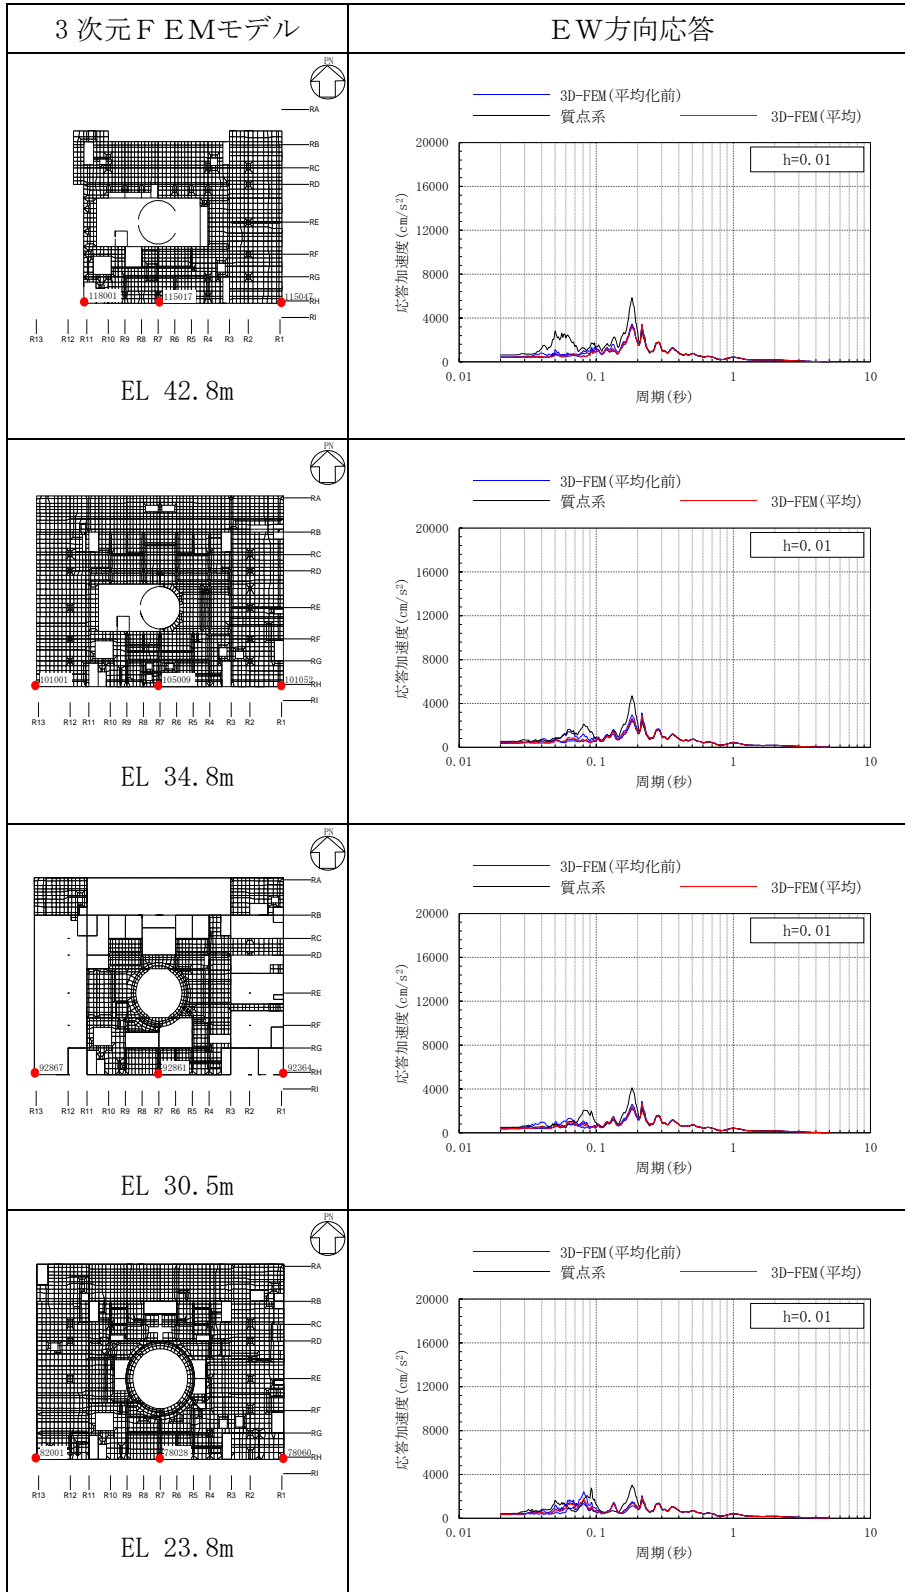 3次元ＦＥＭモデル
ＥＷ方向応答
PN
RA
RB
RC
RD
RE
RF
RG
RH
RI
118001
115017
115047
R13 R12 R11 R10 R9 R8 R7 R6 R5 R4 R3 R2 R1
EL 42.8m
3D-FEM(平均化前)
質点系 3D-FEM(平均)
h=0.01
20000
16000
12000
8000
4000
0
応答加速度(cm/s²)
0.01 0.1 1 10
周期(秒)
PN
RA
RB
RC
RD
RE
RF
RG
RH
RI
101001
105009
101052
R13 R12 R11 R10 R9 R8 R7 R6 R5 R4 R3 R2 R1
EL 34.8m
3D-FEM(平均化前)
質点系 3D-FEM(平均)
h=0.01
20000
16000
12000
8000
4000
0
応答加速度(cm/s²)
0.01 0.1 1 10
周期(秒)
PN
RA
RB
RC
RD
RE
RF
RG
RH
RI
92867
92861
92364
R13 R12 R11 R10 R9 R8 R7 R6 R5 R4 R3 R2 R1
EL 30.5m
3D-FEM(平均化前)
質点系 3D-FEM(平均)
h=0.01
20000
16000
12000
8000
4000
0
応答加速度(cm/s²)
0.01 0.1 1 10
周期(秒)
PN
RA
RB
RC
RD
RE
RF
RG
RH
RI
82001
78028
78060
R13 R12 R11 R10 R9 R8 R7 R6 R5 R4 R3 R2 R1
EL 23.8m
3D-FEM(平均化前)
質点系 3D-FEM(平均)
h=0.01
20000
16000
12000
8000
4000
0
応答加速度(cm/s²)
0.01 0.1 1 10
周期(秒)